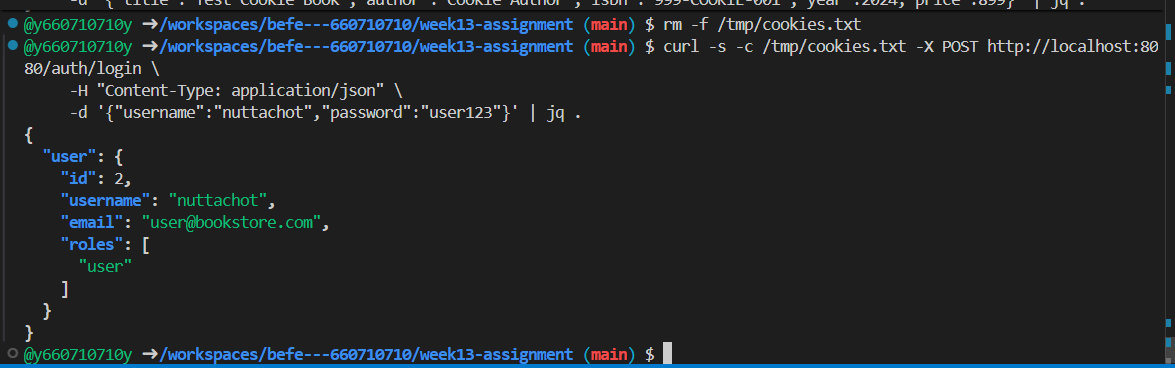 -d '{"title":"Test Cookie Book","author":"Cookie Author","isbn":"999-COOKIE-001","year":2024,"price":899}' | jq .
@y660710710y ➜/workspaces/befe---660710710/week13-assignment (main) $ rm -f /tmp/cookies.txt
@y660710710y ➜/workspaces/befe---660710710/week13-assignment (main) $ curl -s -c /tmp/cookies.txt -X POST http://localhost:80
80/auth/login \
-H "Content-Type: application/json" \
-d '{"username":"nuttachot","password":"user123"}' | jq .
{
"user": {
"id": 2,
"username": "nuttachot",
"email": "user@bookstore.com",
"roles": [
"user"
]
}
}
@y660710710y ➜/workspaces/befe---660710710/week13-assignment (main) $